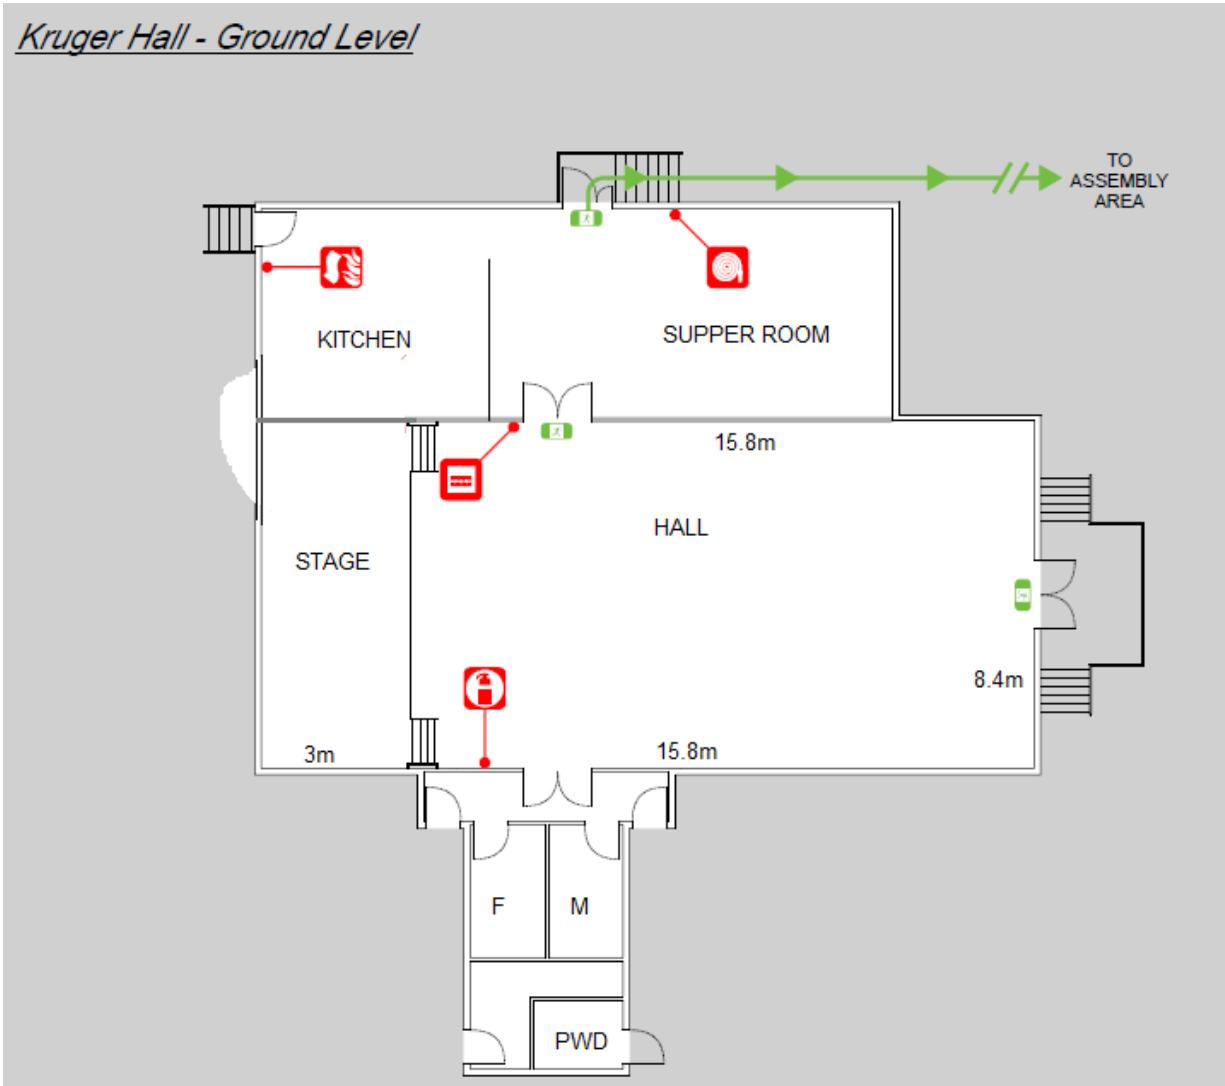 Kruger Hall - Ground Level
TO
ASSEMBLY
AREA
KITCHEN
SUPPER ROOM
15.8m
HALL
STAGE
8.4m
3m
15.8m
F
M
PWD